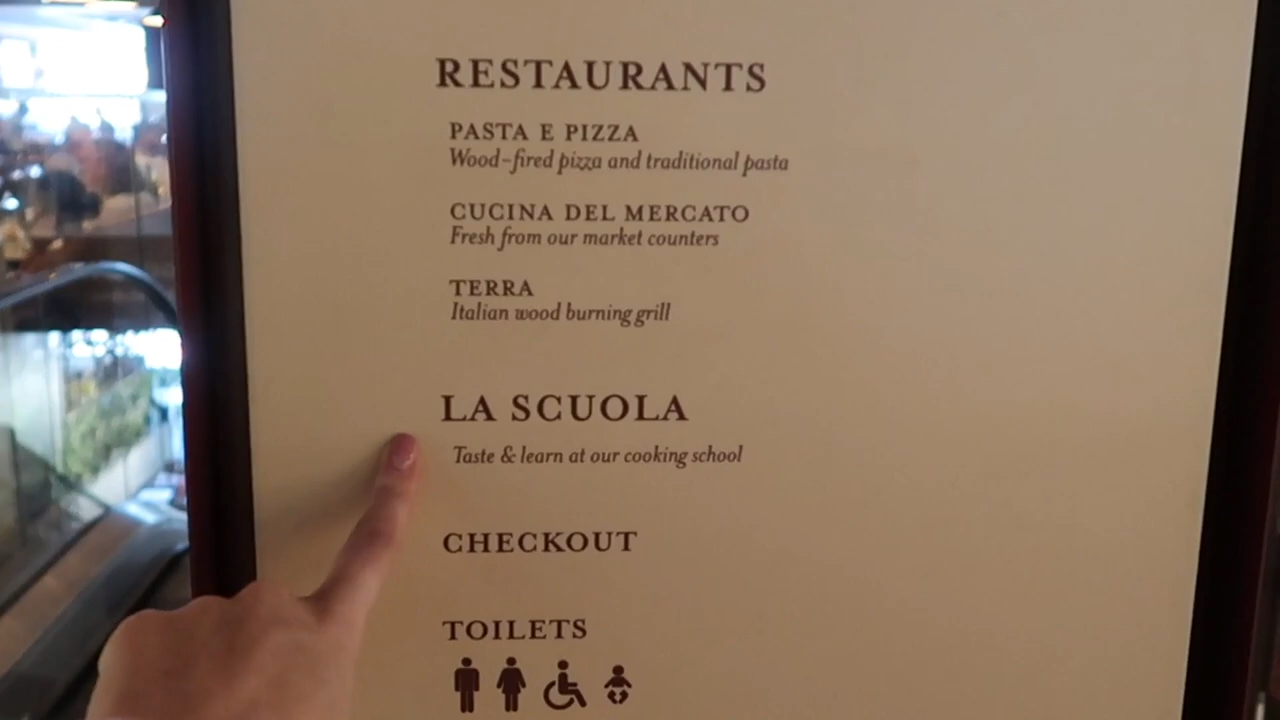 RESTAURANTS
PASTA E PIZZA
Wood-fired pizza and traditional pasta
CUCINA DEL MERCATO
Fresh from our market counters
TERRA
Italian wood burning grill
LA SCUOLA
Taste & learn at our cooking school
CHECKOUT
TOILETS